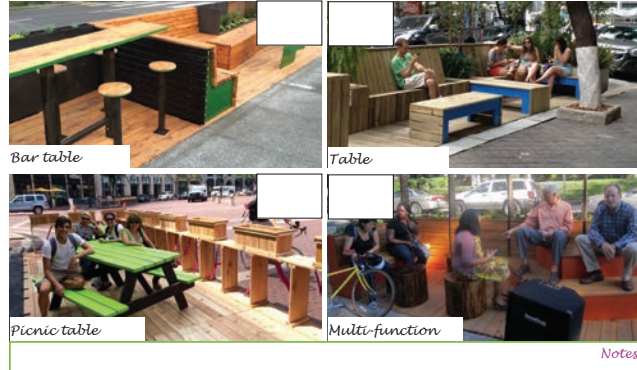 Bar table
Table
Picnic table
Multi-function
Notes